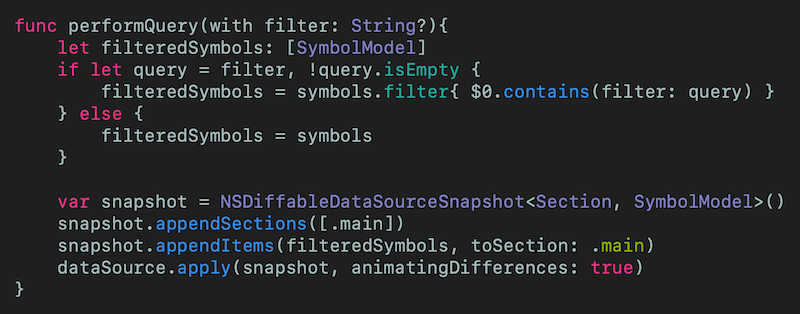 func performQuery(with filter: String?){
    let filteredSymbols: [SymbolModel]
    if let query = filter, !query.isEmpty {
        filteredSymbols = symbols.filter{ $0.contains(filter: query) }
    } else {
        filteredSymbols = symbols
    }

    var snapshot = NSDiffableDataSourceSnapshot<Section, SymbolModel>()
    snapshot.appendSections([.main])
    snapshot.appendItems(filteredSymbols, toSection: .main)
    dataSource.apply(snapshot, animatingDifferences: true)
}